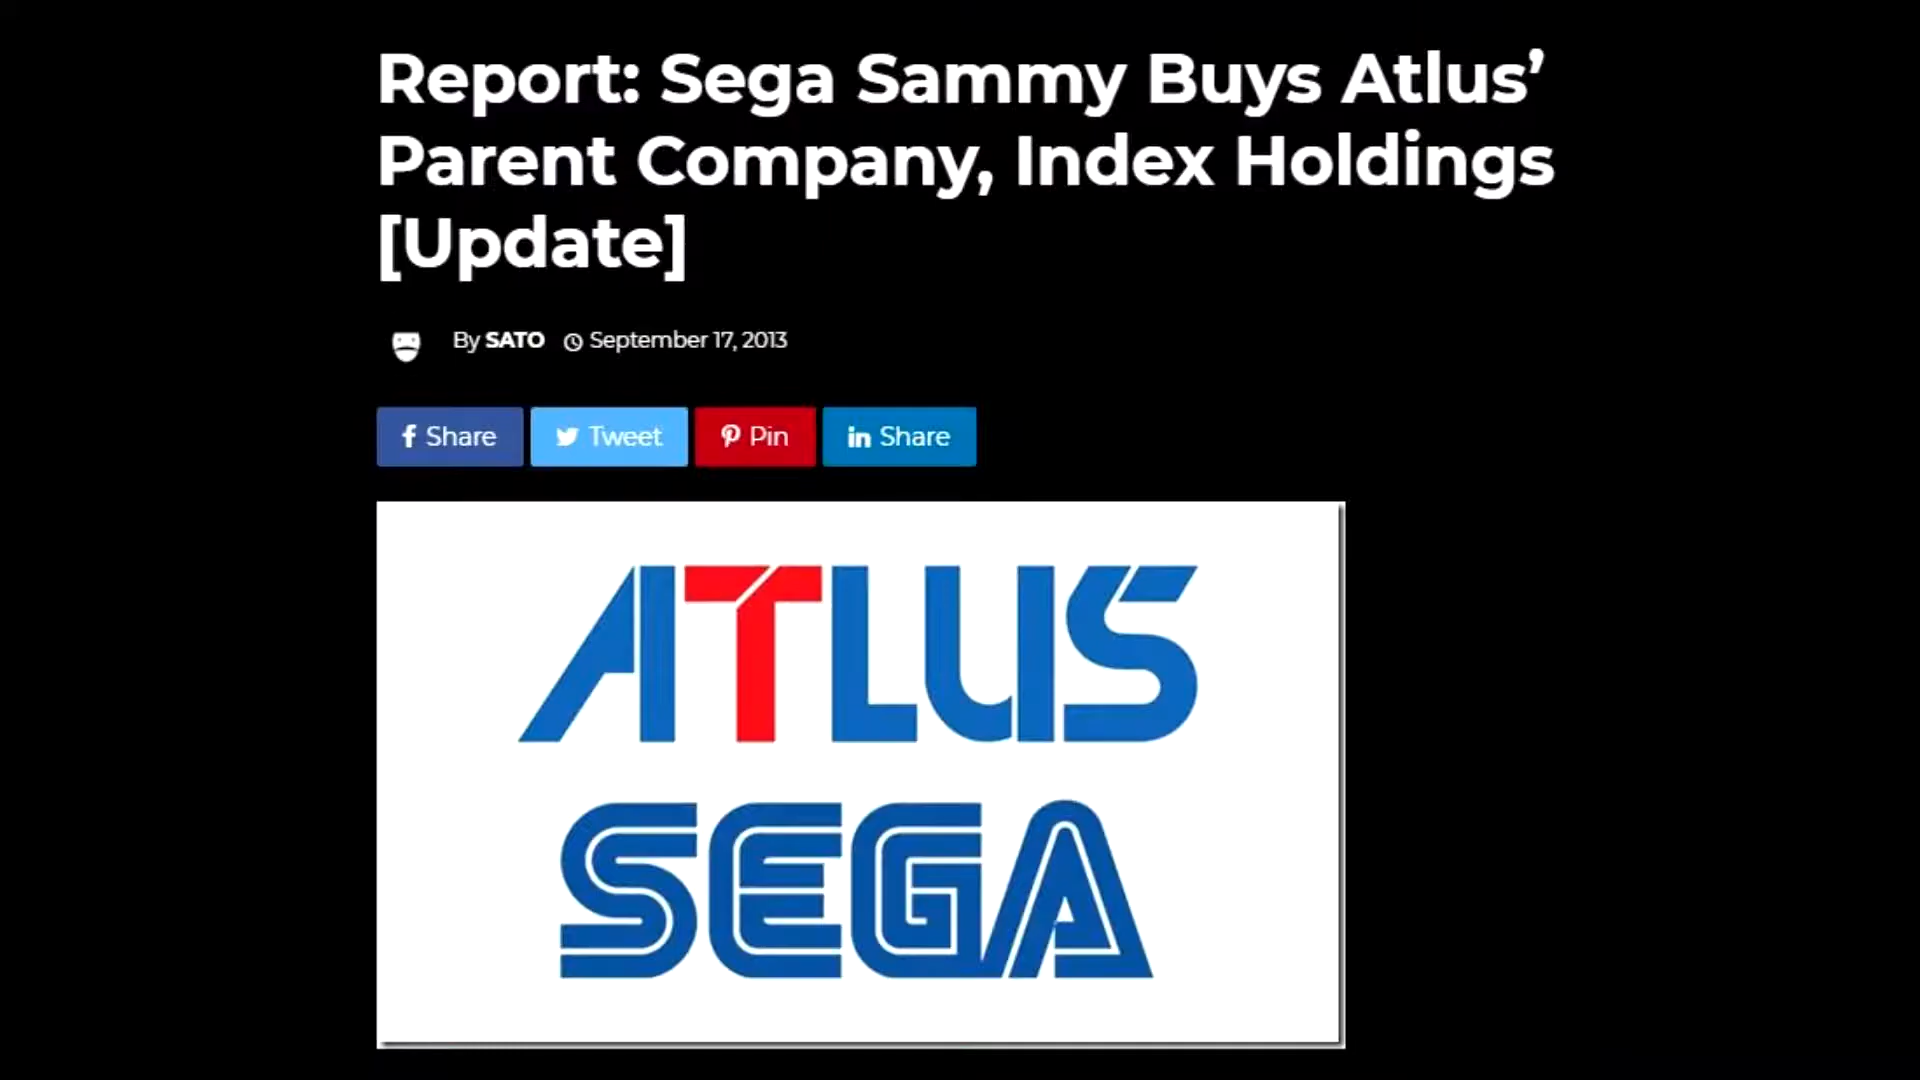 Report: Sega Sammy Buys Atlus’
Parent Company, Index Holdings
[Update]
By SATO September 17, 2013
Share Tweet Pin in Share
ATLUS
SEGA